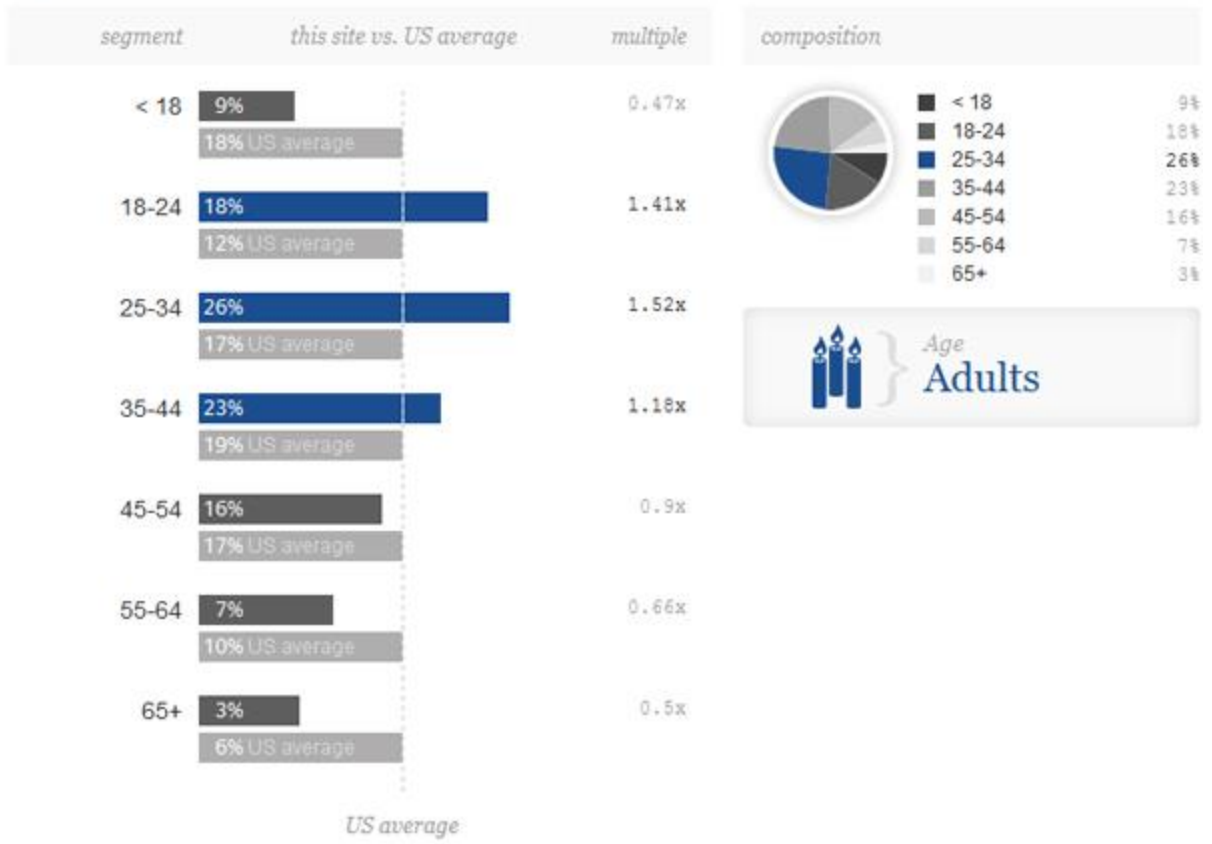 segment this site vs. US average multiple
< 18 9% 0.47x
18% US average
18-24 18% 1.41x
12% US average
25-34 26% 1.52x
17% US average
35-44 23% 1.18x
19% US average
45-54 16% 0.9x
17% US average
55-64 7% 0.66x
10% US average
65+ 3% 0.5x
6% US average
US average
composition
< 18 9%
18-24 18%
25-34 26%
35-44 23%
45-54 16%
55-64 7%
65+ 3%
Age
Adults